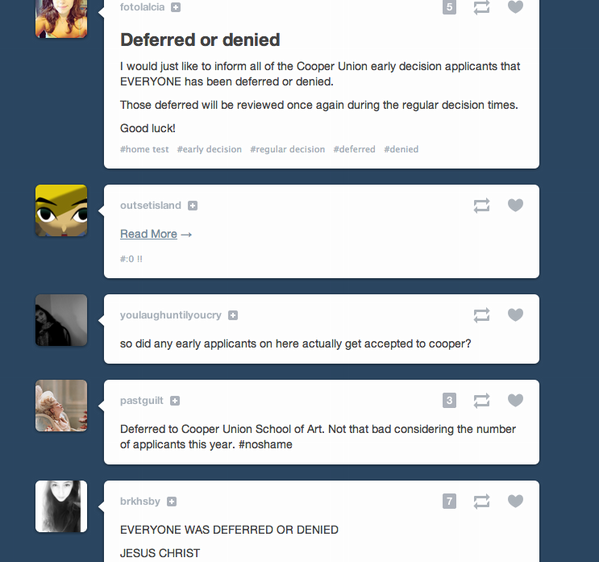 fotolalcia
5
Deferred or denied
I would just like to inform all of the Cooper Union early decision applicants that
EVERYONE has been deferred or denied.
Those deferred will be reviewed once again during the regular decision times.
Good luck!
#home test #early decision #regular decision #deferred #denied
outsetisland
Read More →
#:0 !!
youlaughuntilyoucry
so did any early applicants on here actually get accepted to cooper?
pastguilt
3
Deferred to Cooper Union School of Art. Not that bad considering the number
of applicants this year. #noshame
brkhsby
7
EVERYONE WAS DEFERRED OR DENIED
JESUS CHRIST